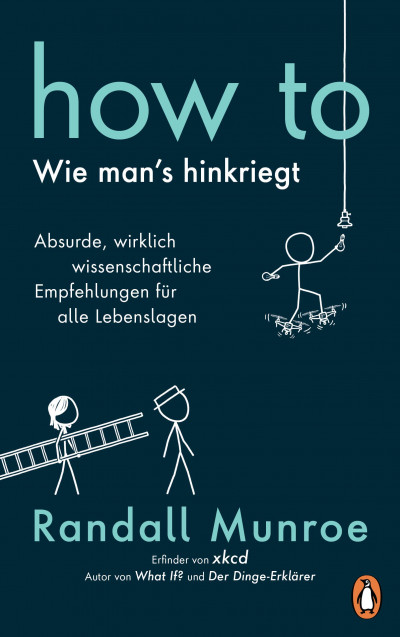 how to
Wie man's hinkriegt
Absurde, wirklich
wissenschaftliche
Empfehlungen für
alle Lebenslagen
Randall Munroe
Erfinder von xkcd
Autor von What If? und Der Dinge-Erklärer